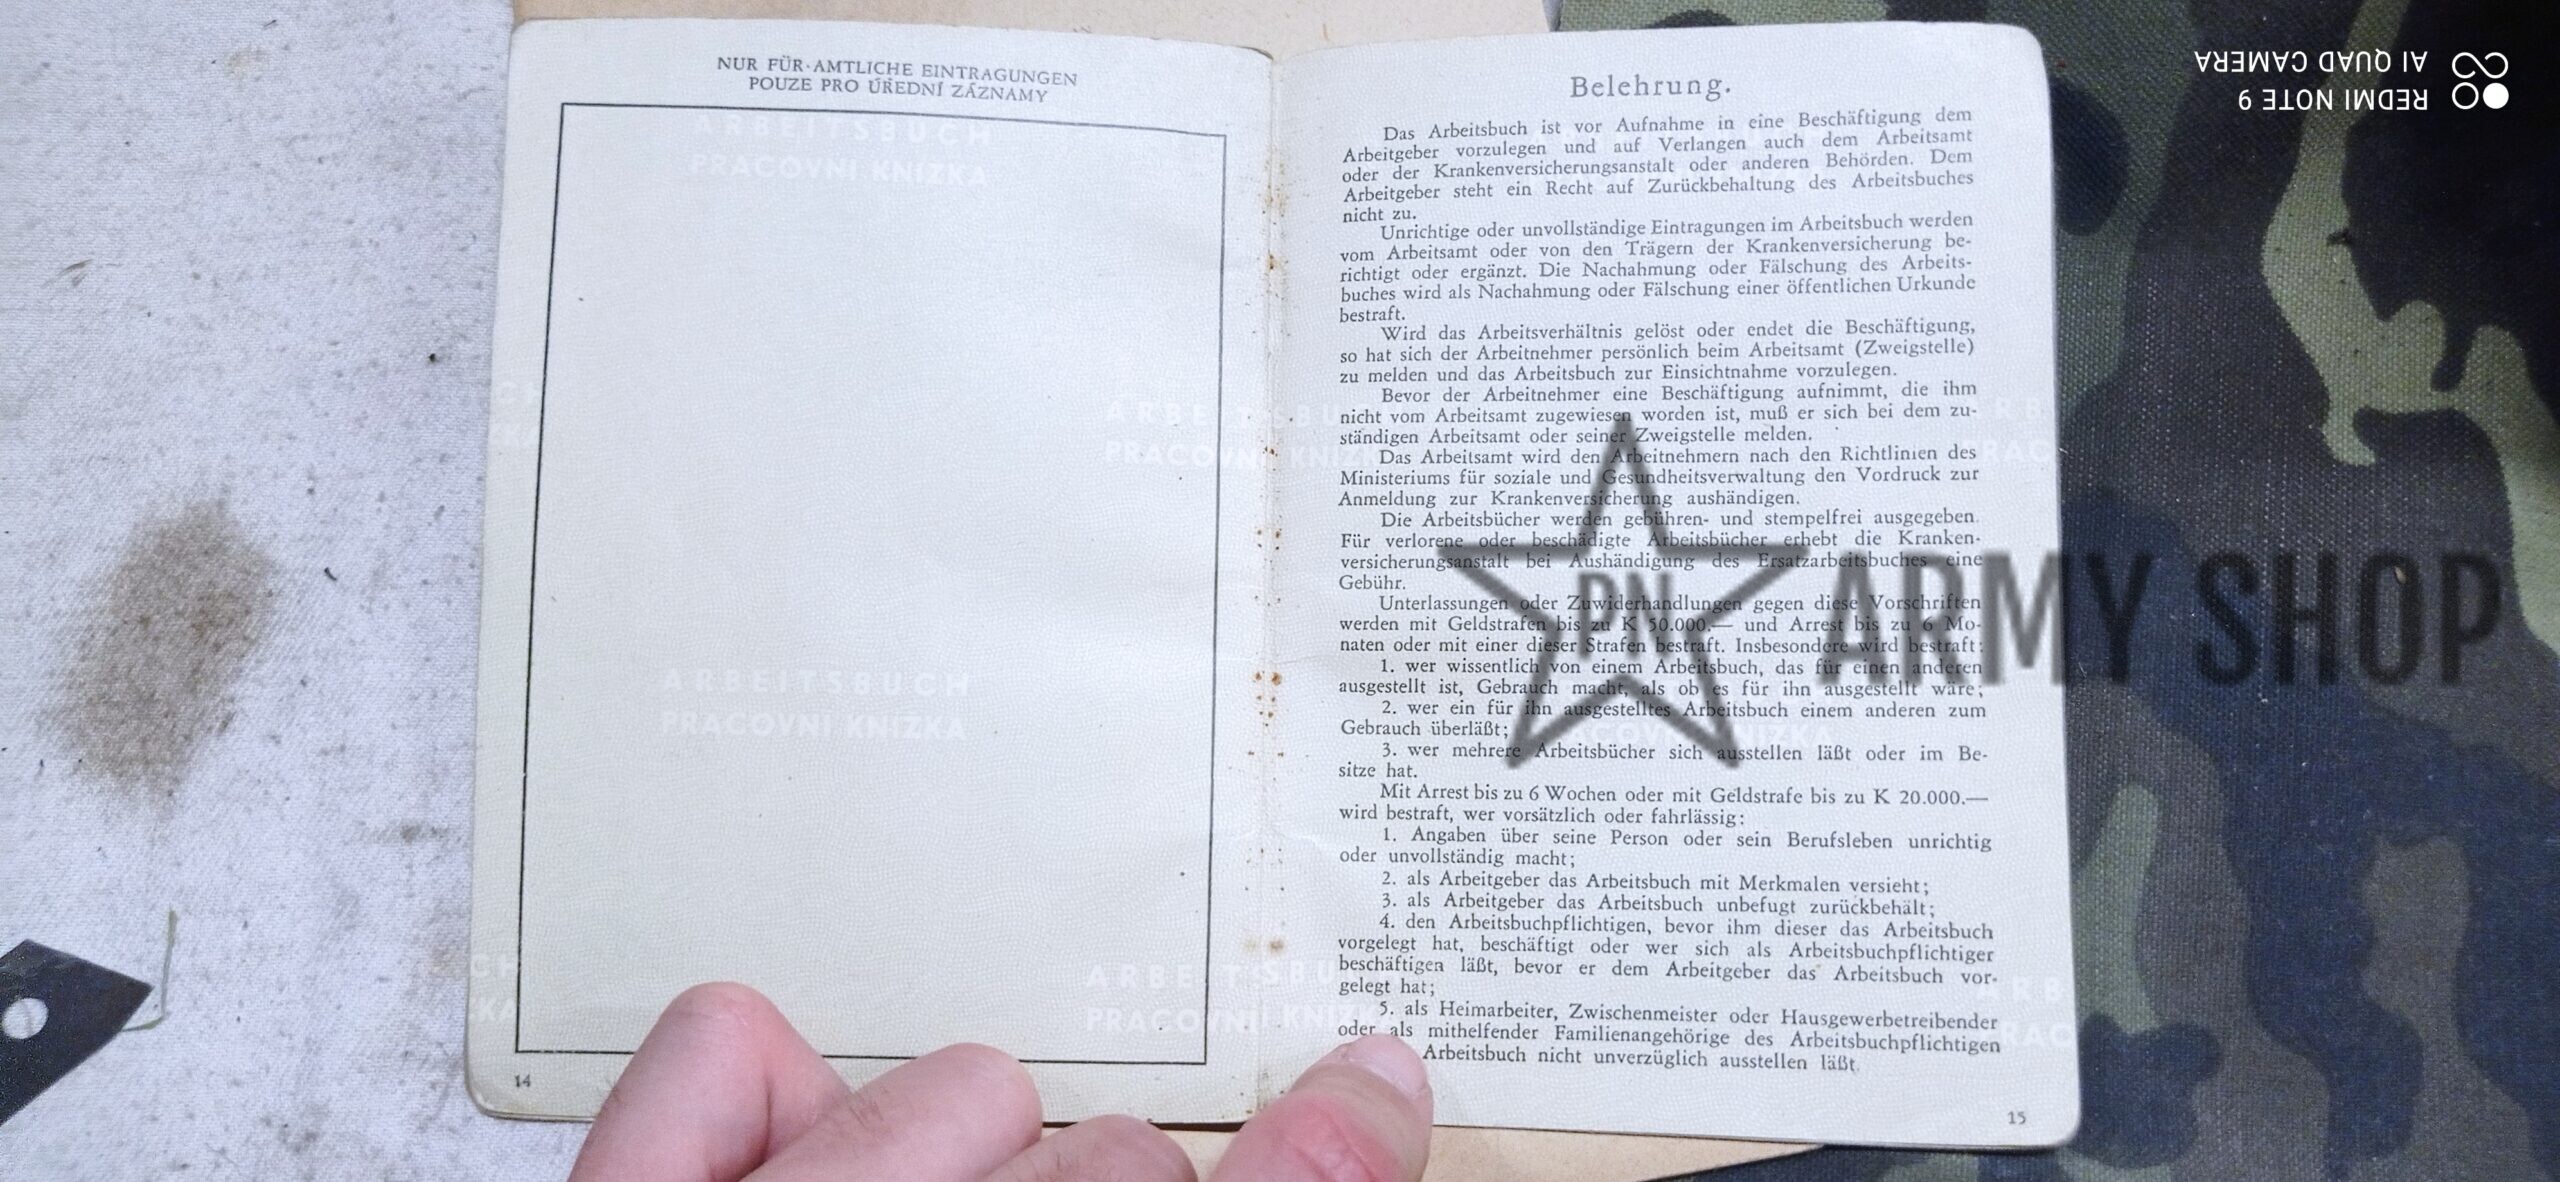 NUR FÜR AMTLICHE EINTRAGUNGEN
POUZE PRO ÚŘEDNÍ ZÁZNAMY
ARBEITSBUCH
PRACOVNÍ KNÍŽKA
ARBEITSBUCH
PRACOVNÍ KNÍŽKA
ARBEITSBUCH
PRACOVNÍ KNÍŽKA
ARBEITSBU
PRACOVNÍ KNÍŽK
14
Belehrung.
Das Arbeitsbuch ist vor Aufnahme in eine Beschäftigung dem
Arbeitgeber vorzulegen und auf Verlangen auch dem Arbeitsamt
oder der Krankenversicherungsanstalt oder anderen Behörden. Dem
Arbeitgeber steht ein Recht auf Zurückbehaltung des Arbeitsbuches
nicht zu.
Unrichtige oder unvollständige Eintragungen im Arbeitsbuch werden
vom Arbeitsamt oder von den Trägern der Krankenversicherung be-
richtigt oder ergänzt. Die Nachahmung oder Fälschung des Arbeits-
buches wird als Nachahmung oder Fälschung einer öffentlichen Urkunde
bestraft.
Wird das Arbeitsverhältnis gelöst oder endet die Beschäftigung,
so hat sich der Arbeitnehmer persönlich beim Arbeitsamt (Zweigstelle)
zu melden und das Arbeitsbuch zur Einsichtnahme vorzulegen.
Bevor der Arbeitnehmer eine Beschäftigung aufnimmt, die ihm
nicht vom Arbeitsamt zugewiesen worden ist, muß er sich bei dem zu-
ständigen Arbeitsamt oder seiner Zweigstelle melden.
Das Arbeitsamt wird den Arbeitnehmern nach den Richtlinien des
Ministeriums für soziale und Gesundheitsverwaltung den Vordruck zur
Anmeldung zur Krankenversicherung aushändigen.
Die Arbeitsbücher werden gebühren- und stempelfrei ausgegeben.
Für verlorene oder beschädigte Arbeitsbücher erhebt die Kranken-
versicherungsanstalt bei Aushändigung des Ersatzarbeitsbuches eine
Gebühr.
Unterlassungen oder Zuwiderhandlungen gegen diese Vorschriften
werden mit Geldstrafen bis zu K 50.000.— und Arrest bis zu 6 Mo-
naten oder mit einer dieser Strafen bestraft. Insbesondere wird bestraft:
1. wer wissentlich von einem Arbeitsbuch, das für einen anderen
ausgestellt ist, Gebrauch macht, als ob es für ihn ausgestellt wäre;
2. wer ein für ihn ausgestelltes Arbeitsbuch einem anderen zum
Gebrauch überläßt;
3. wer mehrere Arbeitsbücher sich ausstellen läßt oder im Be-
sitze hat.
Mit Arrest bis zu 6 Wochen oder mit Geldstrafe bis zu K 20.000.—
wird bestraft, wer vorsätzlich oder fahrlässig:
1. Angaben über seine Person oder sein Berufsleben unrichtig
oder unvollständig macht;
2. als Arbeitgeber das Arbeitsbuch mit Merkmalen versieht;
3. als Arbeitgeber das Arbeitsbuch unbefugt zurückbehält;
4. den Arbeitsbuchpflichtigen, bevor ihm dieser das Arbeitsbuch
vorgelegt hat, beschäftigt oder wer sich als Arbeitsbuchpflichtiger
beschäftigen läßt, bevor er dem Arbeitgeber das Arbeitsbuch vor-
gelegt hat;
5. als Heimarbeiter, Zwischenmeister oder Hausgewerbetreibender
oder als mithelfender Familienangehörige des Arbeitsbuchpflichtigen
Arbeitsbuch nicht unverzüglich ausstellen läßt.
15
PN ARMY SHOP
REDMI NOTE 9
AI QUAD CAMERA